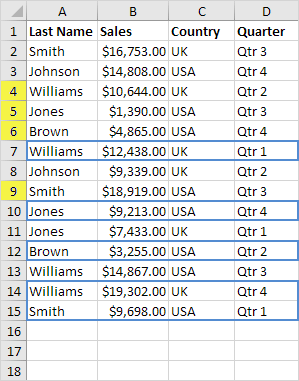 A B C D
1 Last Name Sales Country Quarter
2 Smith $16,753.00 UK Qtr 3
3 Johnson $14,808.00 USA Qtr 4
4 Williams $10,644.00 UK Qtr 2
5 Jones $1,390.00 USA Qtr 3
6 Brown $4,865.00 USA Qtr 4
7 Williams $12,438.00 UK Qtr 1
8 Johnson $9,339.00 UK Qtr 2
9 Smith $18,919.00 USA Qtr 3
10 Jones $9,213.00 USA Qtr 4
11 Jones $7,433.00 UK Qtr 1
12 Brown $3,255.00 USA Qtr 2
13 Williams $14,867.00 USA Qtr 3
14 Williams $19,302.00 UK Qtr 4
15 Smith $9,698.00 USA Qtr 1
16
17
18